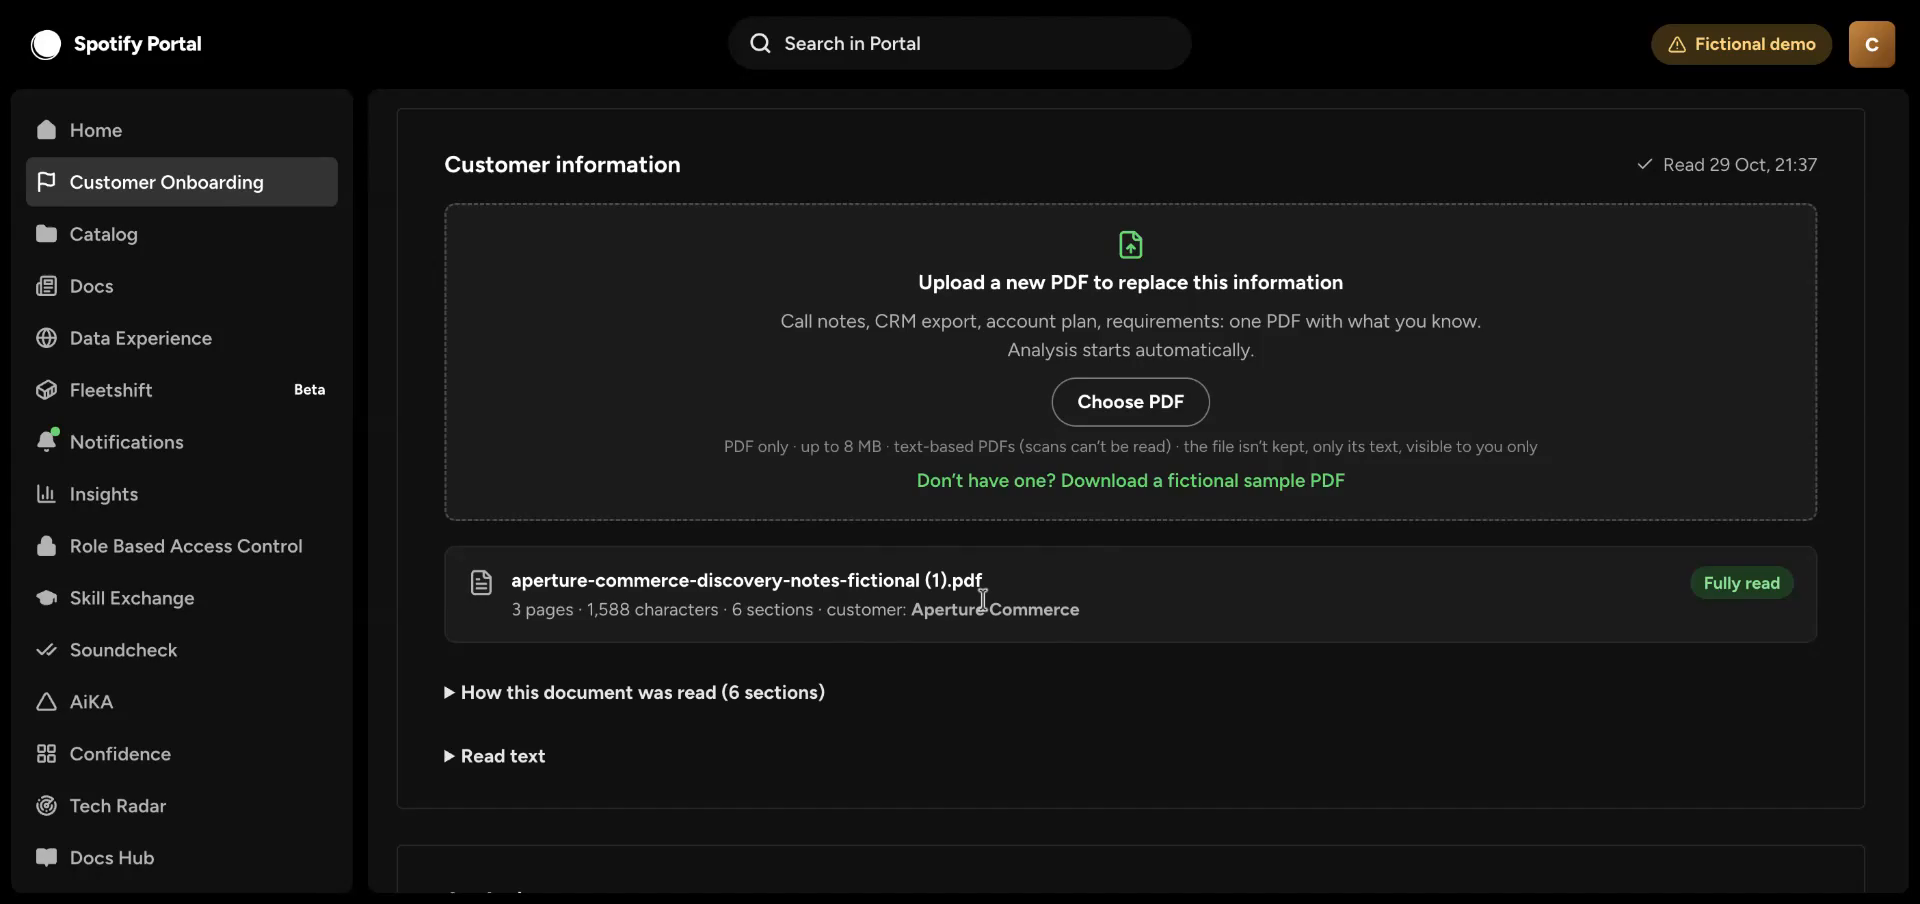 Spotify Portal
Search in Portal
Fictional demo
C
Home
Customer Onboarding
Catalog
Docs
Data Experience
Fleetshift
Beta
Notifications
Insights
Role Based Access Control
Skill Exchange
Soundcheck
AiKA
Confidence
Tech Radar
Docs Hub
Customer information
Read 29 Oct, 21:37
Upload a new PDF to replace this information
Call notes, CRM export, account plan, requirements: one PDF with what you know.
Analysis starts automatically.
Choose PDF
PDF only · up to 8 MB · text-based PDFs (scans can’t be read) · the file isn’t kept, only its text, visible to you only
Don’t have one? Download a fictional sample PDF
aperture-commerce-discovery-notes-fictional (1).pdf
3 pages · 1,588 characters · 6 sections · customer: Aperture Commerce
Fully read
How this document was read (6 sections)
Read text